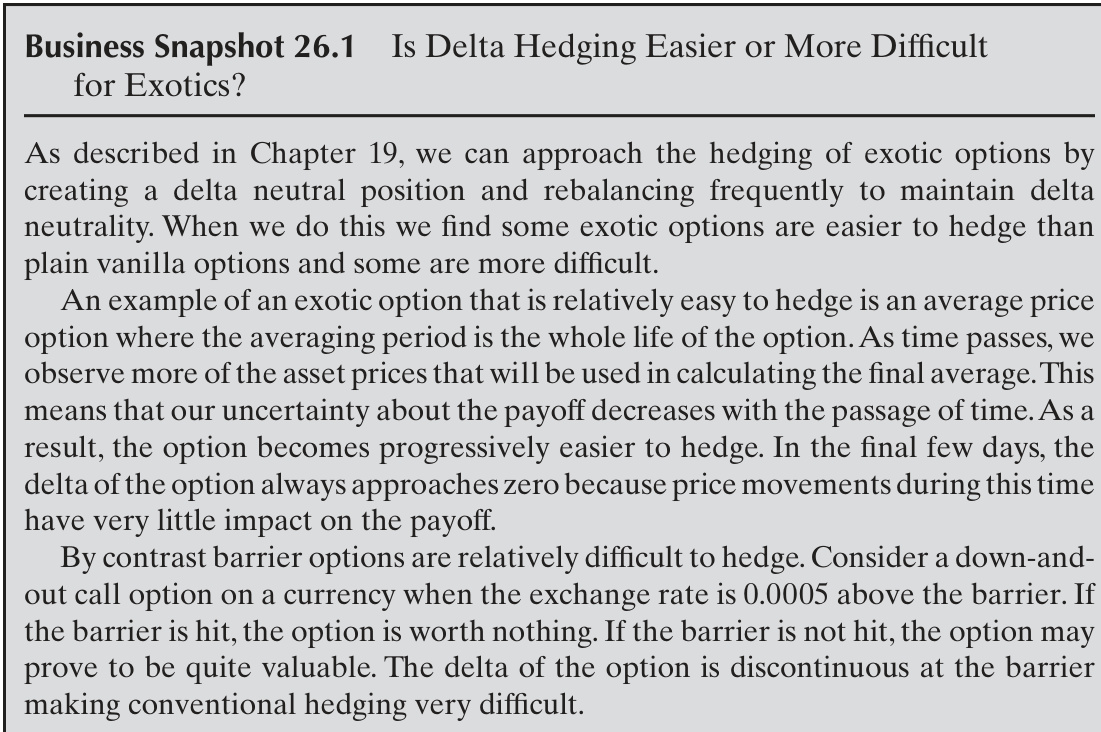 Business Snapshot 26.1 Is Delta Hedging Easier or More Difficult
for Exotics?
As described in Chapter 19, we can approach the hedging of exotic options by
creating a delta neutral position and rebalancing frequently to maintain delta
neutrality. When we do this we find some exotic options are easier to hedge than
plain vanilla options and some are more difficult.
An example of an exotic option that is relatively easy to hedge is an average price
option where the averaging period is the whole life of the option. As time passes, we
observe more of the asset prices that will be used in calculating the final average. This
means that our uncertainty about the payoff decreases with the passage of time. As a
result, the option becomes progressively easier to hedge. In the final few days, the
delta of the option always approaches zero because price movements during this time
have very little impact on the payoff.
By contrast barrier options are relatively difficult to hedge. Consider a down-and-
out call option on a currency when the exchange rate is 0.0005 above the barrier. If
the barrier is hit, the option is worth nothing. If the barrier is not hit, the option may
prove to be quite valuable. The delta of the option is discontinuous at the barrier
making conventional hedging very difficult.